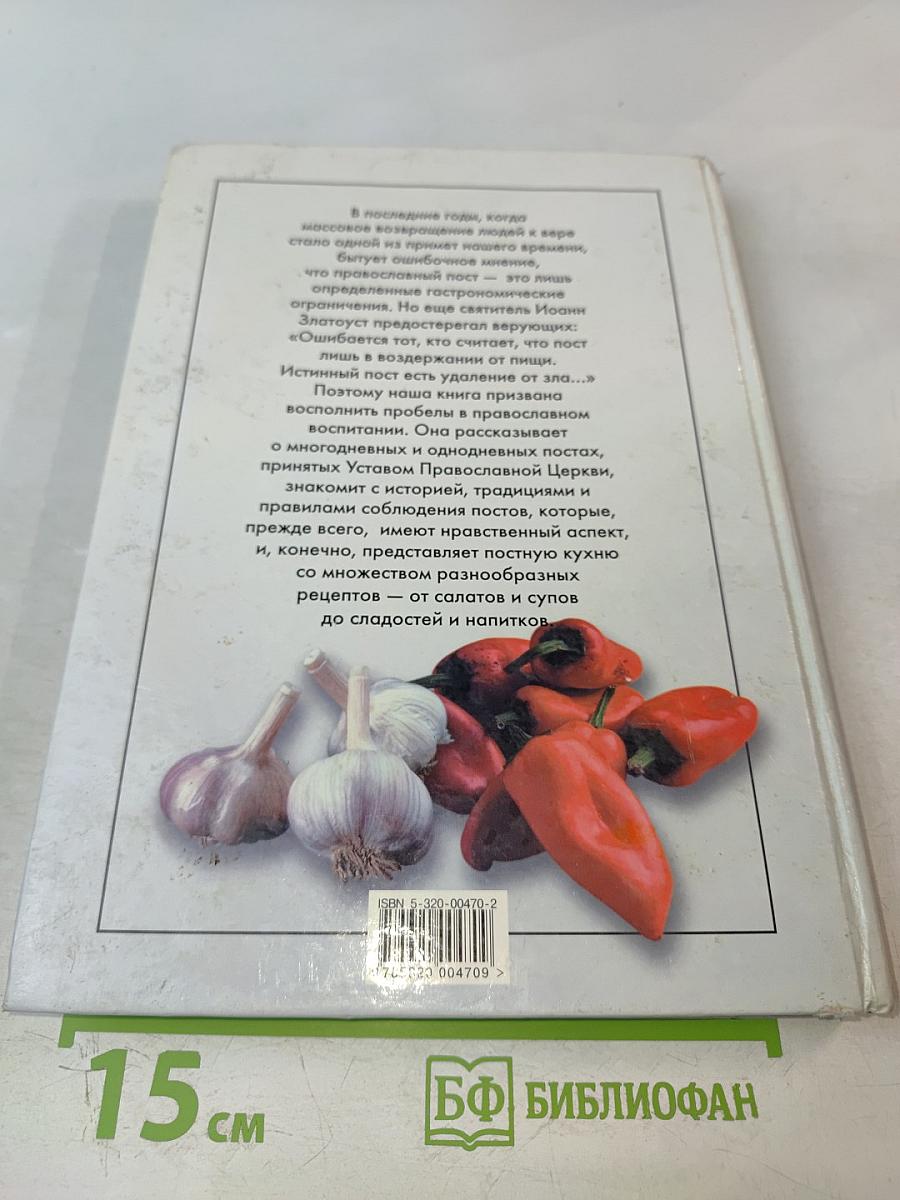 В последние годы, когда
массовое возвращение людей к вере
стало одной из примет нашего времени,
бытует ошибочное мнение,
что православный пост — это лишь
определенные гастрономические
ограничения. Но еще святитель Иоанн
Златоуст предостерегал верующих:
«Ошибается тот, кто считает, что пост
лишь в воздержании от пищи.
Истинный пост есть удаление от зла...»
Поэтому наша книга призвана
восполнить пробелы в православном
воспитании. Она рассказывает
о многодневных и однодневных постах,
принятых Уставом Православной Церкви,
знакомит с историей, традициями и
правилами соблюдения постов, которые,
прежде всего, имеют нравственный аспект,
и, конечно, представляет постную кухню
со множеством разнообразных
рецептов — от салатов и супов
до сладостей и напитков.
ISBN 5-320-00470-2
9 785320 004709 >
15 см
БФ БИБЛИОФАН